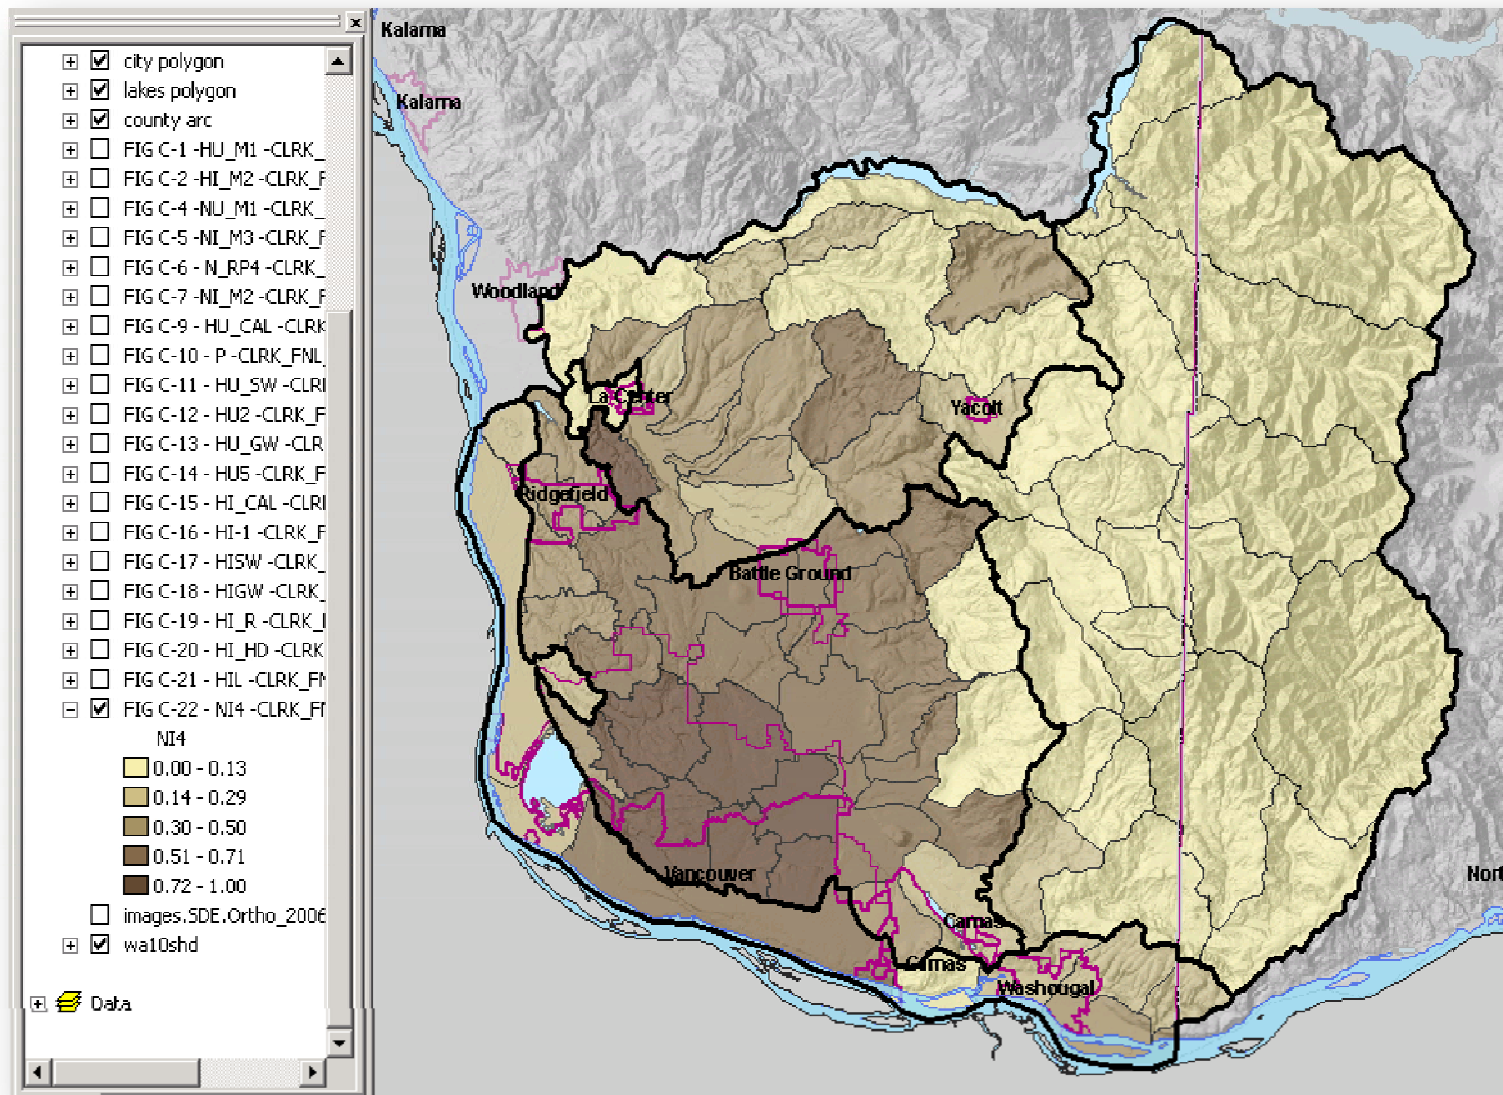 city polygon
lakes polygon
county arc
FIG C-1 -HU_M1 -CLRK_
FIG C-2 -HI_M2 -CLRK_F
FIG C-4 -NU_M1 -CLRK_
FIG C-5 -NI_M3 -CLRK_F
FIG C-6 - N_RP4 -CLRK_
FIG C-7 -NI_M2 -CLRK_F
FIG C-9 - HU_CAL -CLRK
FIG C-10 - P -CLRK_FNL_
FIG C-11 - HU_SW -CLRI
FIG C-12 - HU2 -CLRK_F
FIG C-13 - HU_GW -CLR
FIG C-14 - HU5 -CLRK_F
FIG C-15 - HI_CAL -CLRI
FIG C-16 - HI-1 -CLRK_F
FIG C-17 - HISW -CLRK_
FIG C-18 - HIGW -CLRK_
FIG C-19 - HI_R -CLRK_I
FIG C-20 - HI_HD -CLRK
FIG C-21 - HIL -CLRK_FN
FIG C-22 - NI4 -CLRK_FI
NI4
0.00 - 0.13
0.14 - 0.29
0.30 - 0.50
0.51 - 0.71
0.72 - 1.00
images.SDE.Ortho_2006
wa10shd
Data
Kalama
Kalama
Woodland
La Center
Yacolt
Ridgefield
Battle Ground
Vancouver
Camas
Camas
Washougal
Nort